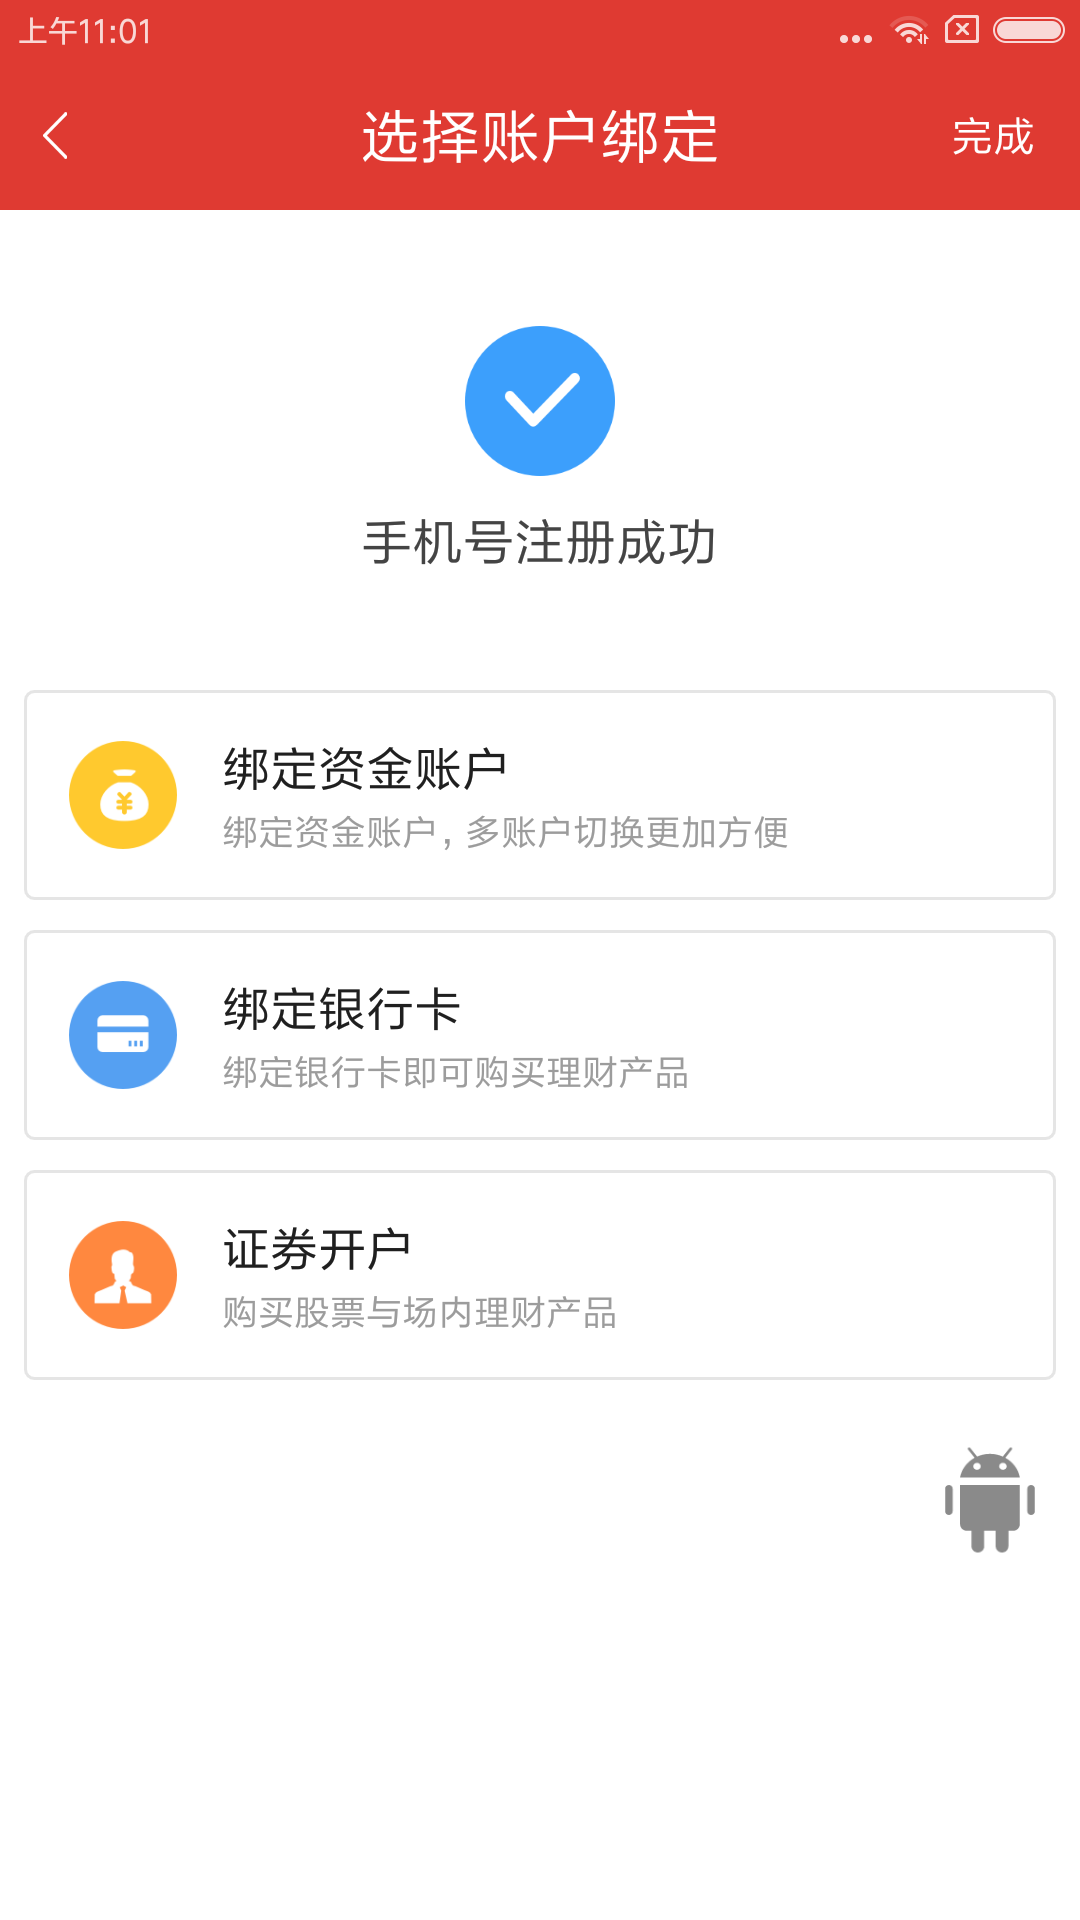 上午11:01
选择账户绑定
完成
手机号注册成功
绑定资金账户
绑定资金账户，多账户切换更加方便
绑定银行卡
绑定银行卡即可购买理财产品
证券开户
购买股票与场内理财产品